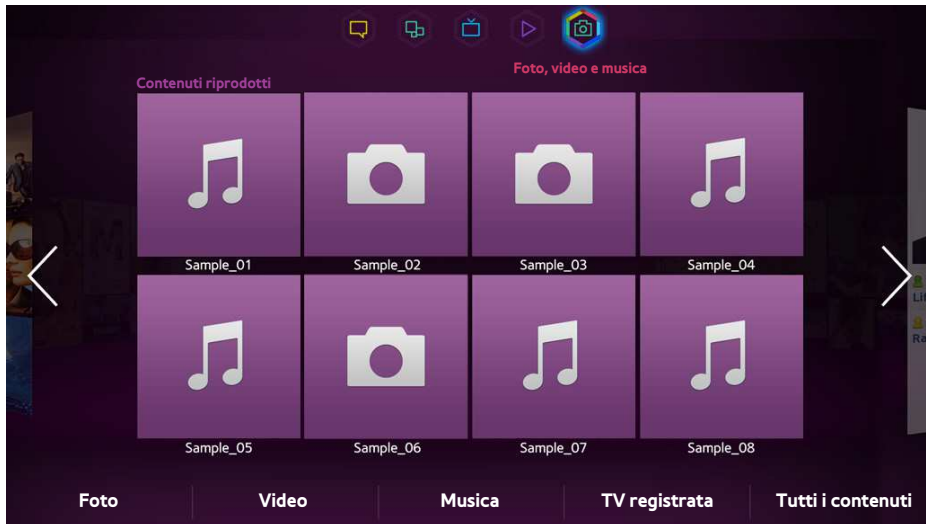 Foto, video e musica
Contenuti riprodotti
Sample_01 Sample_02 Sample_03 Sample_04
Sample_05 Sample_06 Sample_07 Sample_08
Foto Video Musica TV registrata Tutti i contenuti